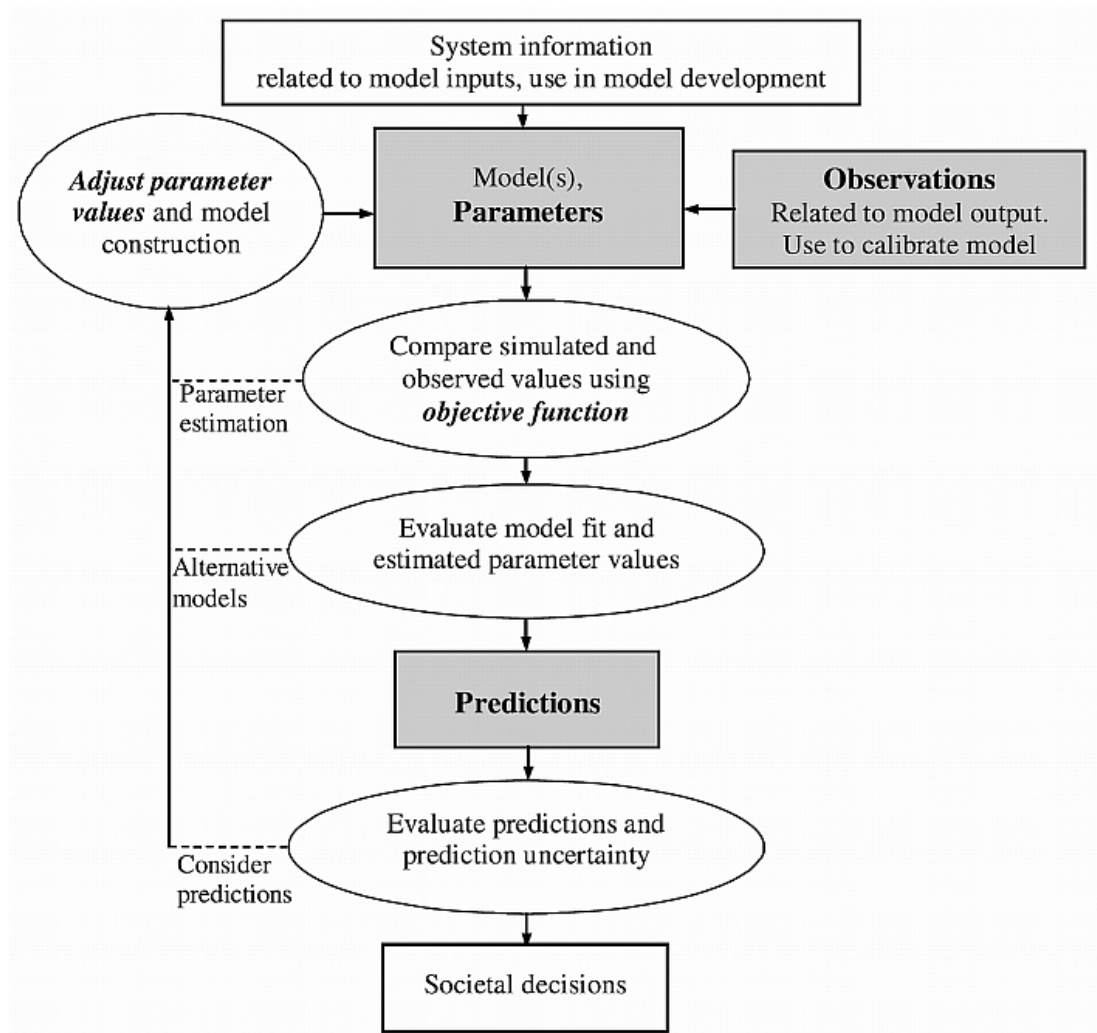 System information
related to model inputs, use in model development
Adjust parameter
values and model
construction
Model(s),
Parameters
Observations
Related to model output.
Use to calibrate model
Compare simulated and
observed values using
objective function
Parameter
estimation
Evaluate model fit and
estimated parameter values
Alternative
models
Predictions
Evaluate predictions and
prediction uncertainty
Consider
predictions
Societal decisions